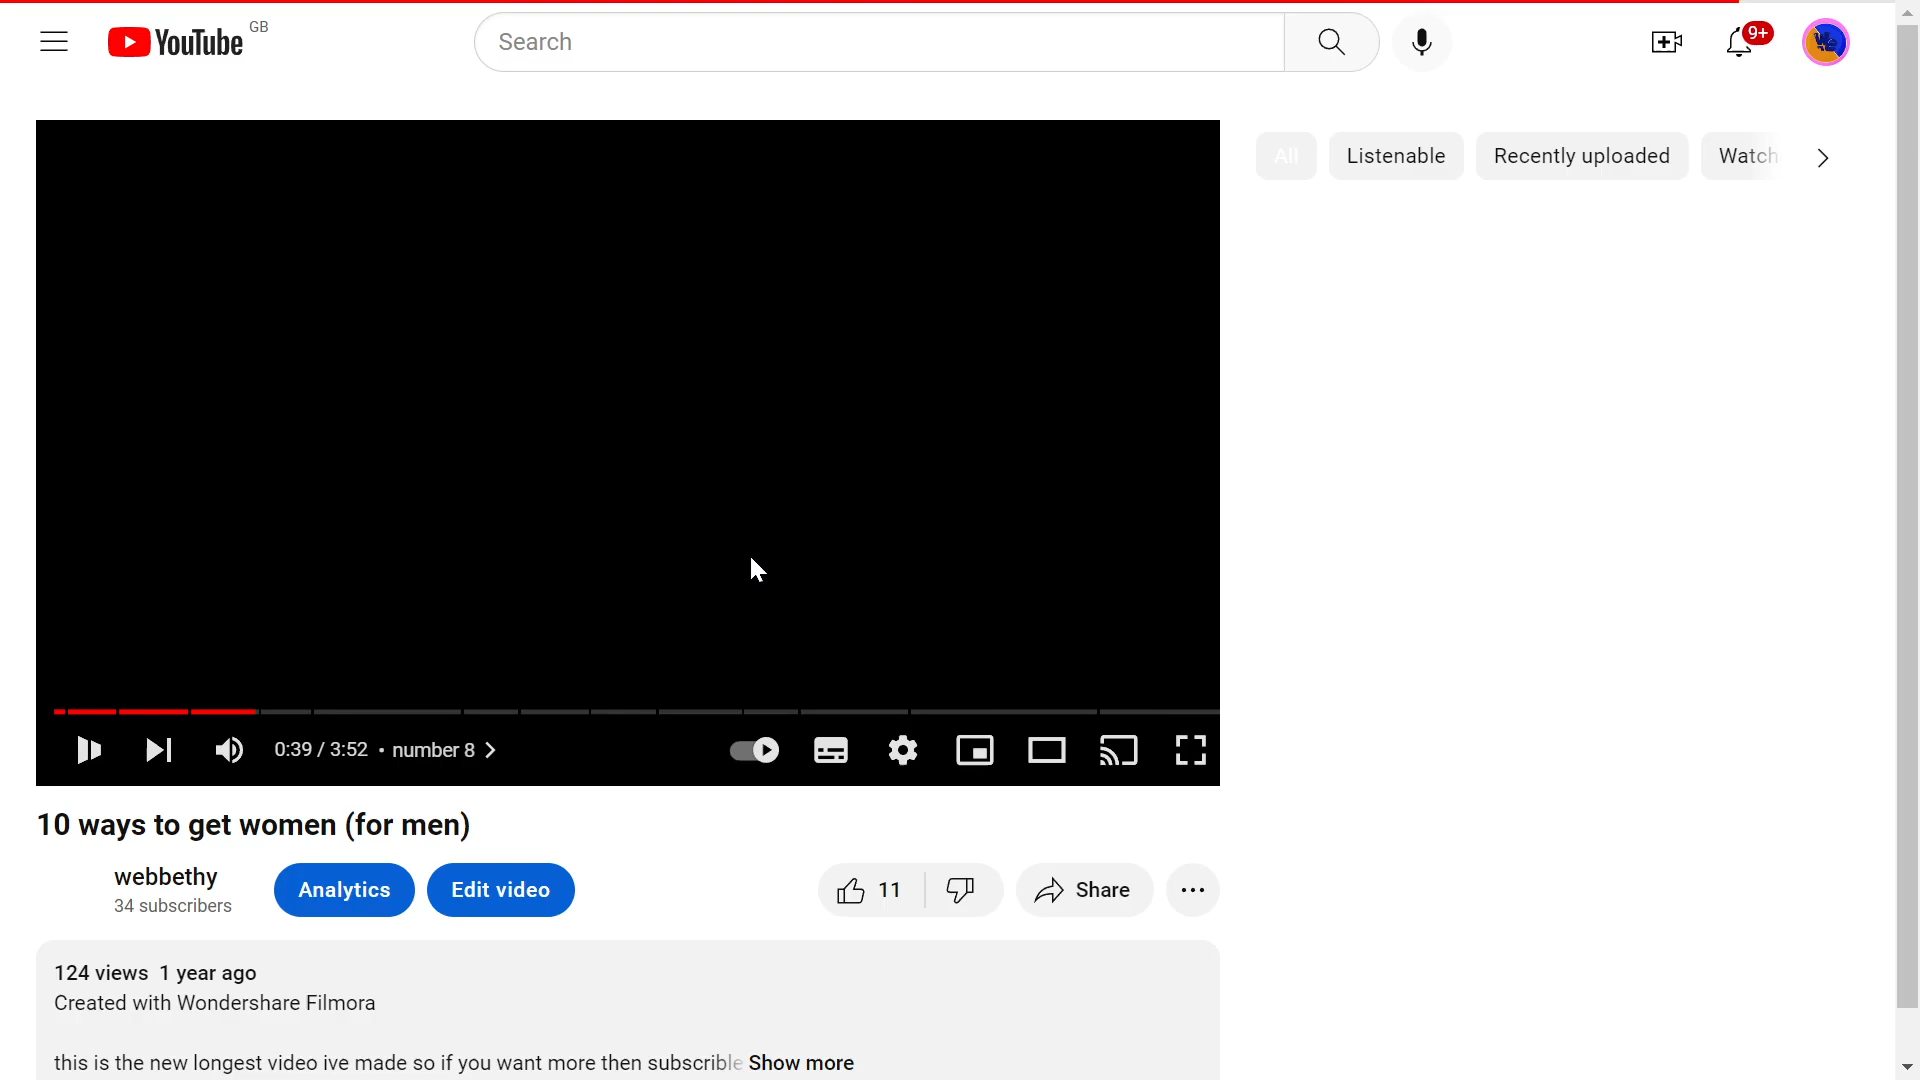 YouTube GB
Search
9+
All
Listenable
Recently uploaded
Watch
0:39 / 3:52 • number 8
10 ways to get women (for men)
webbethy
34 subscribers
Analytics
Edit video
11
Share
124 views 1 year ago
Created with Wondershare Filmora
this is the new longest video ive made so if you want more then subscrible Show more